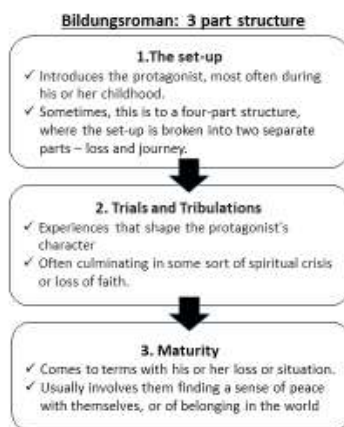 Bildungsroman: 3 part structure
1.The set-up
✓ Introduces the protagonist, most often during
his or her childhood.
✓ Sometimes, this is to a four-part structure,
where the set-up is broken into two separate
parts – loss and journey.
2. Trials and Tribulations
✓ Experiences that shape the protagonist's
character
✓ Often culminating in some sort of spiritual crisis
or loss of faith.
3. Maturity
✓ Comes to terms with his or her loss or situation.
✓ Usually involves them finding a sense of peace
with themselves, or of belonging in the world